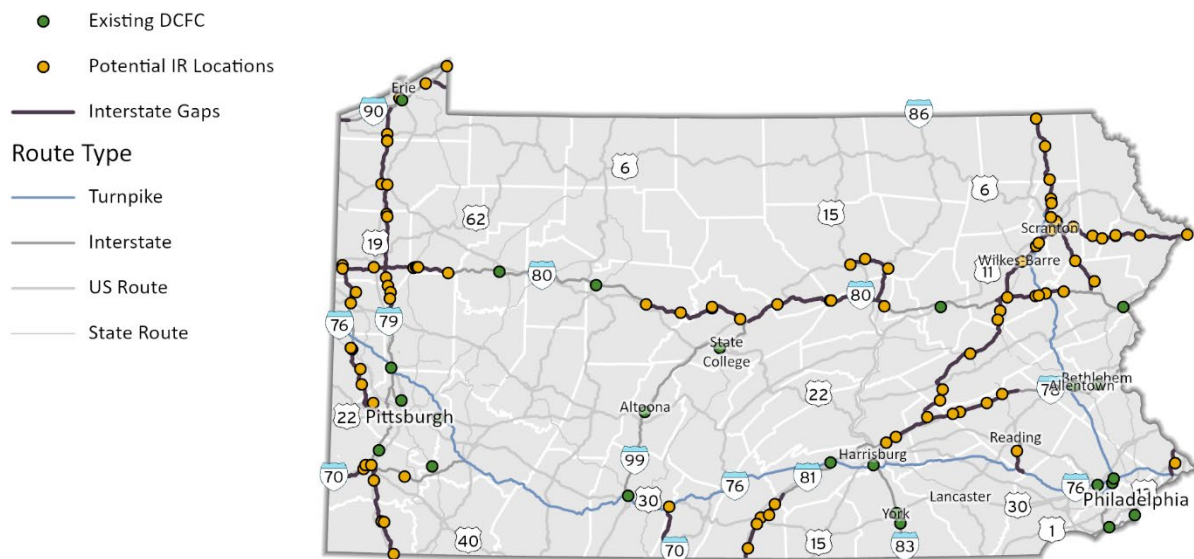 Existing DCFC
Potential IR Locations
Interstate Gaps
Route Type
Turnpike
Interstate
US Route
State Route
Erie
90
86
6
6
62
15
19
Scranton
Wilkes-Barre
11
80
80
76
79
State
College
Bethlehem
Allentown
78
22
22
Altoona
Pittsburgh
Reading
Harrisburg
70
99
81
76
76
30
30
13
Lancaster
Philadelphia
York
1
40
70
15
83